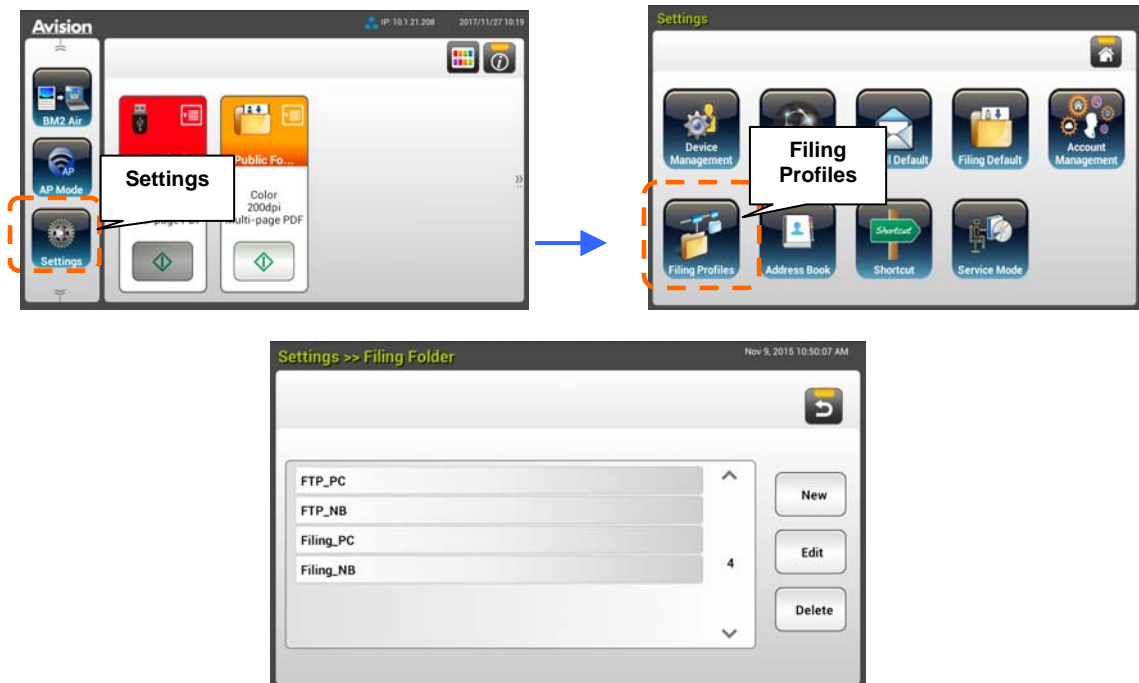 Avision
IP: 10.1.21.208
2017/11/27 10:19
BM2 Air
AP Mode
Settings
Settings
Public Fo...
Color
200dpi
Multi-page PDF
Settings
Device
Management
Default
Filing Default
Account
Management
Filing
Profiles
Filing Profiles
Address Book
Shortcut
Shortcut
Service Mode
Settings >> Filing Folder
Nov 9, 2015 10:50:07 AM
FTP_PC
FTP_NB
Filing_PC
Filing_NB
4
New
Edit
Delete